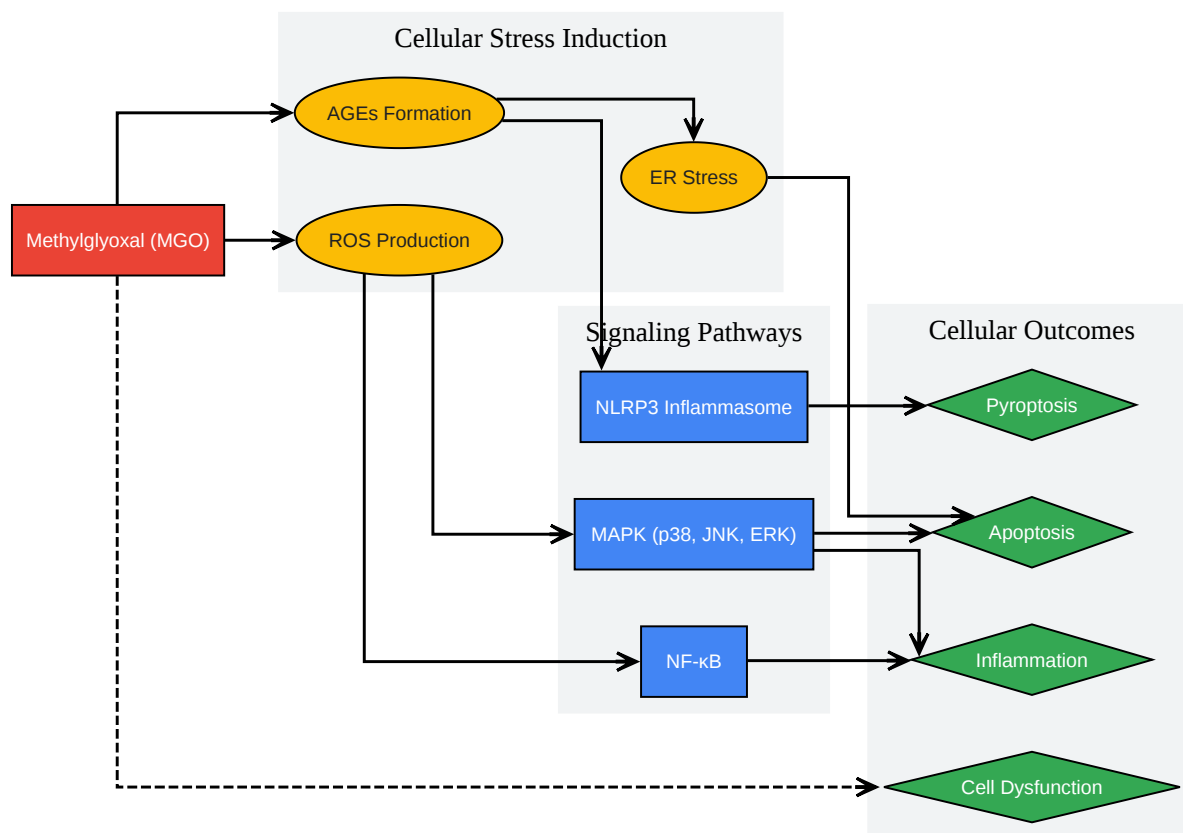 Cellular Stress Induction
AGEs Formation
ER Stress
Methylglyoxal (MGO)
ROS Production
Signaling Pathways
Cellular Outcomes
NLRP3 Inflammasome
Pyroptosis
MAPK (p38, JNK, ERK)
Apoptosis
NF-κB
Inflammation
Cell Dysfunction